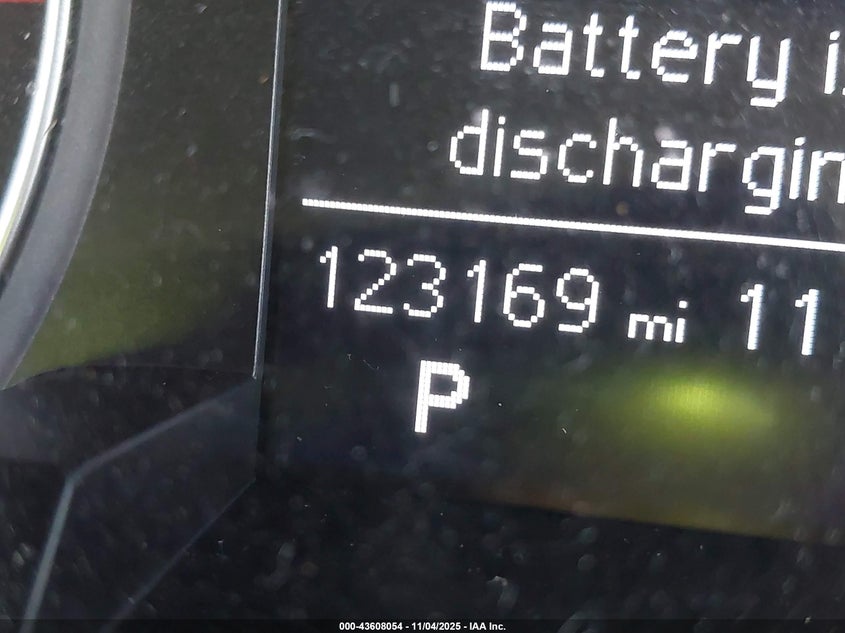 Battery
dischargin
123169 mi 11
P
000-43608054 - 11/04/2025 - IAA Inc.